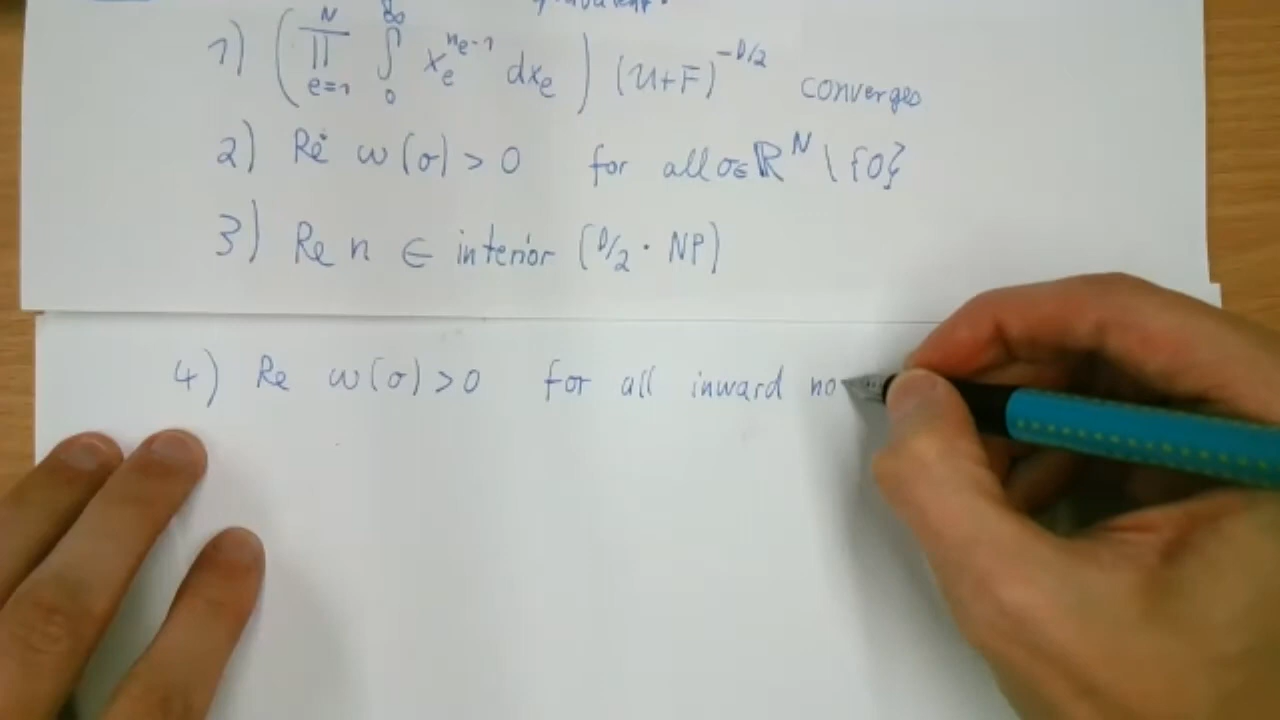 1) (∏_{e=1}^{N} ∫_0^∞ x_e^{n_e-1} dx_e) (U+F)^{-D/2} converges
2) Re ω(σ) > 0 for all σ∈ℝ^N \ {0}
3) Re n ∈ interior (D/2 · NP)
4) Re ω(σ) > 0 for all inward no